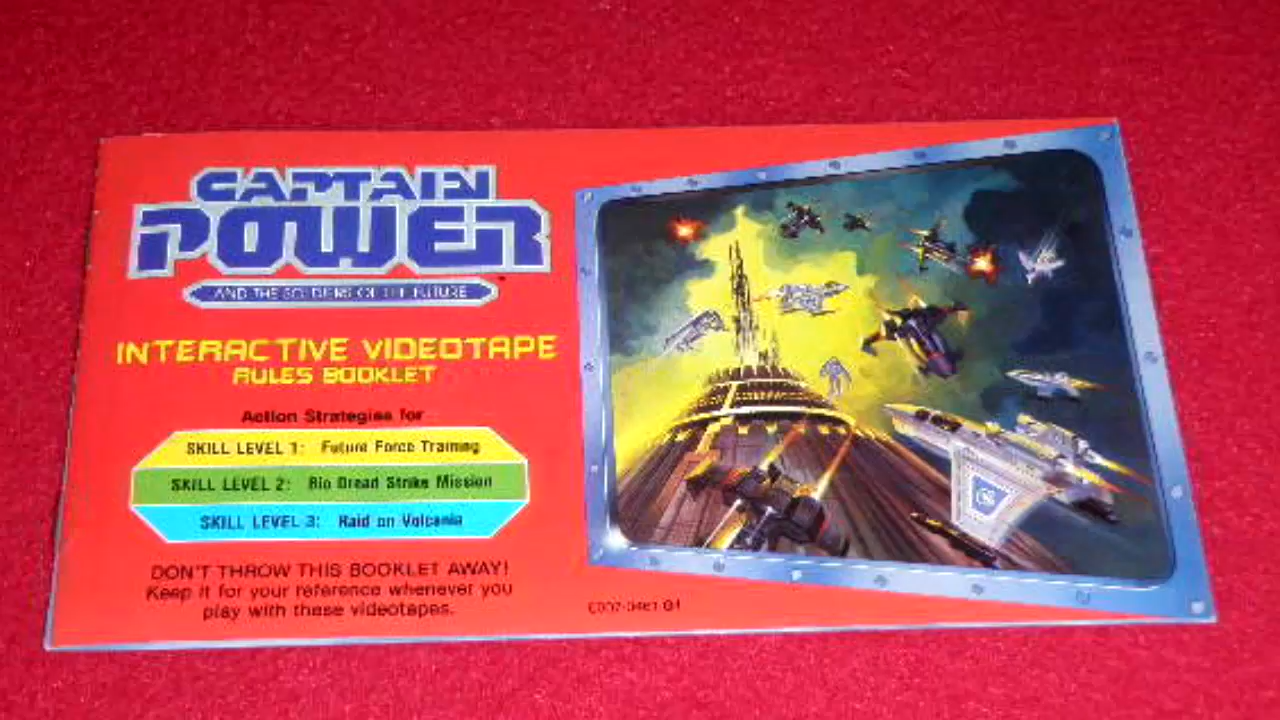 CAPTAIN
POWER
AND THE SOLDIERS OF THE FUTURE
INTERACTIVE VIDEOTAPE
RULES BOOKLET
Action Strategies for
SKILL LEVEL 1: Future Force Training
SKILL LEVEL 2: Bio Dread Strike Mission
SKILL LEVEL 3: Raid on Volcania
DON'T THROW THIS BOOKLET AWAY!
Keep it for your reference whenever you
play with these videotapes.